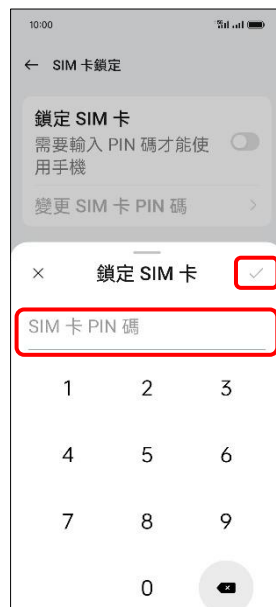 10:00
← SIM 卡鎖定
鎖定 SIM 卡
需要輸入 PIN 碼才能使
用手機
變更 SIM 卡 PIN 碼
鎖定 SIM 卡
SIM 卡 PIN 碼
1 2 3
4 5 6
7 8 9
0